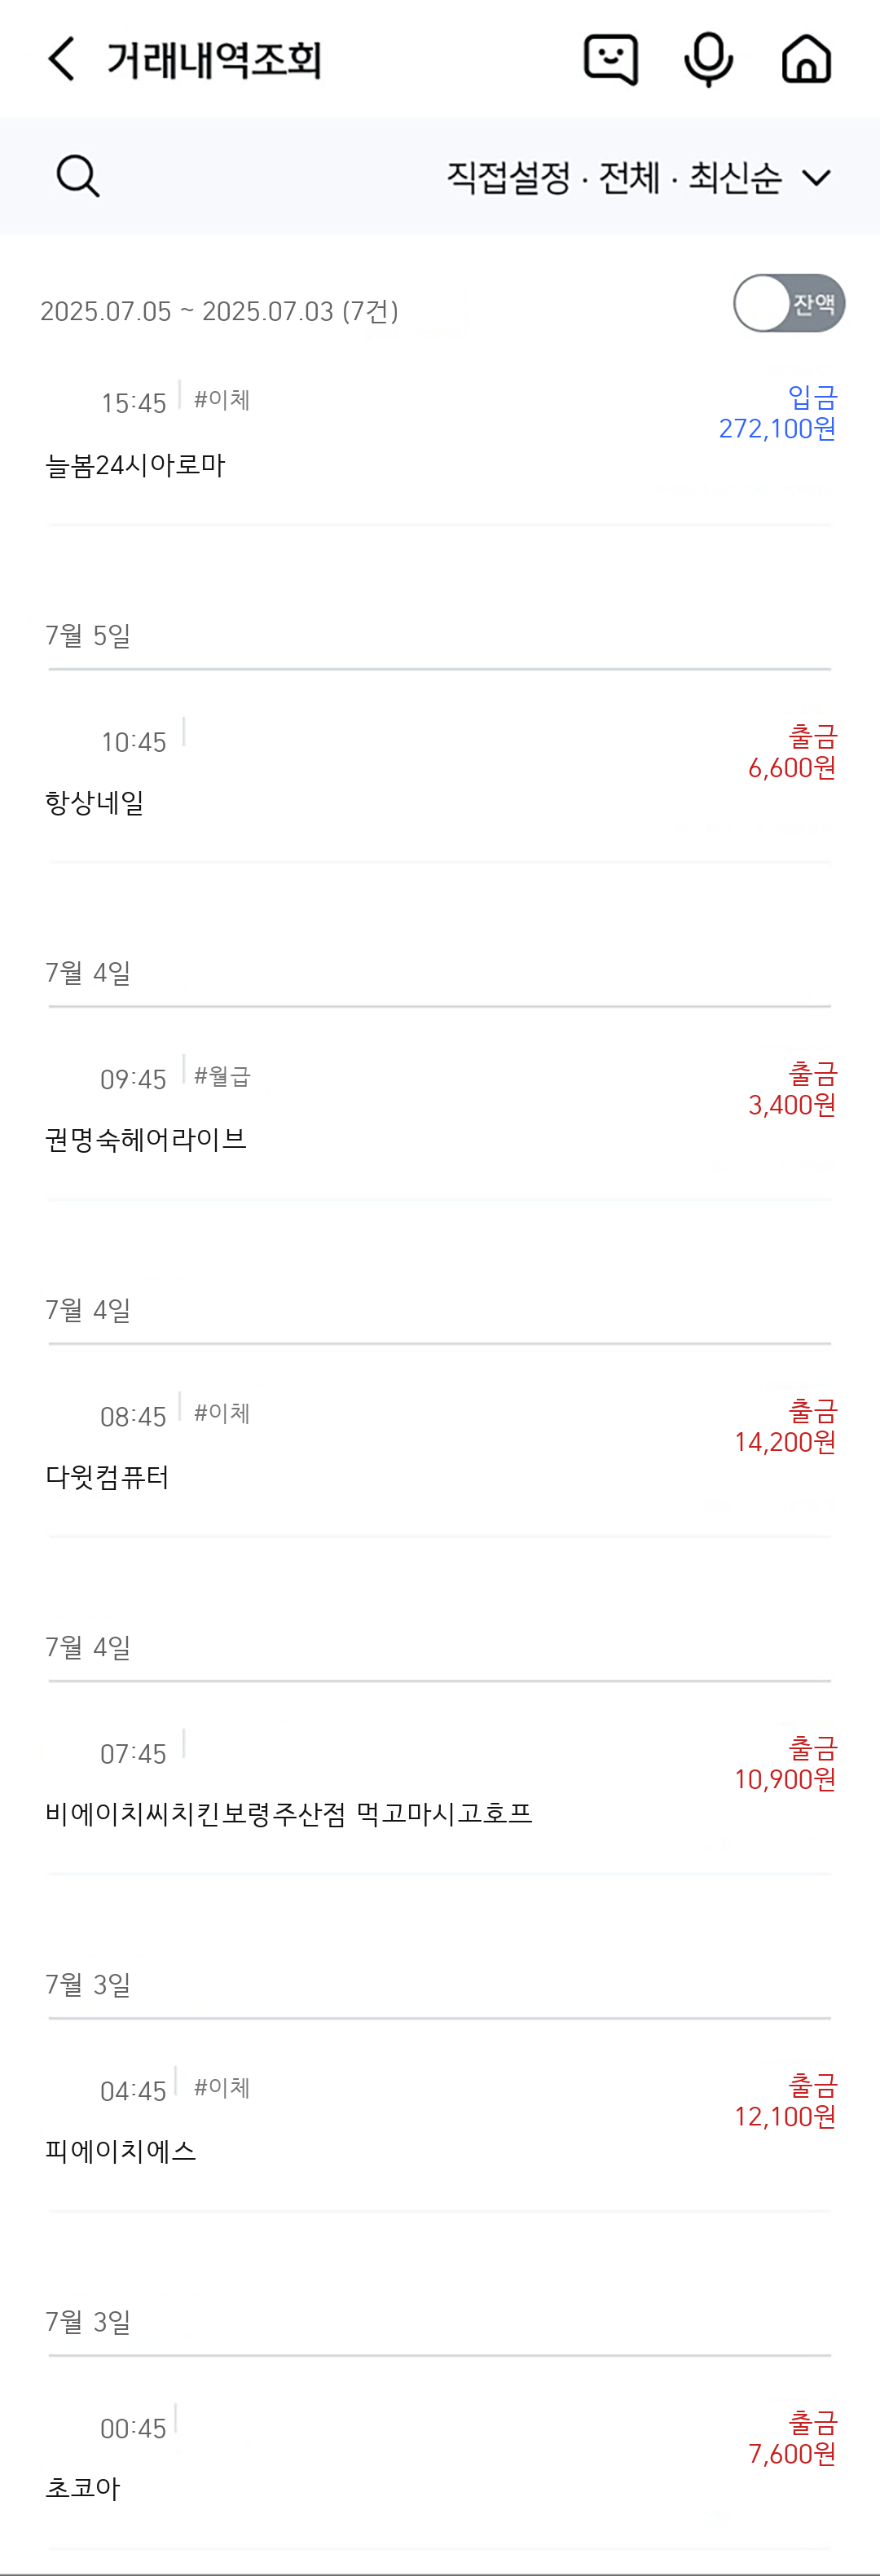 거래내역조회
직접설정 · 전체 · 최신순
2025.07.05 ~ 2025.07.03 (7건)
잔액
15:45 #이체
입금
272,100원
늘봄24시아로마
7월 5일
10:45
출금
6,600원
항상네일
7월 4일
09:45 #월급
출금
3,400원
권명숙헤어라이브
7월 4일
08:45 #이체
출금
14,200원
다윗컴퓨터
7월 4일
07:45
출금
10,900원
비에이치씨치킨보령주산점 먹고마시고호프
7월 3일
04:45 #이체
출금
12,100원
피에이치에스
7월 3일
00:45
출금
7,600원
초코아